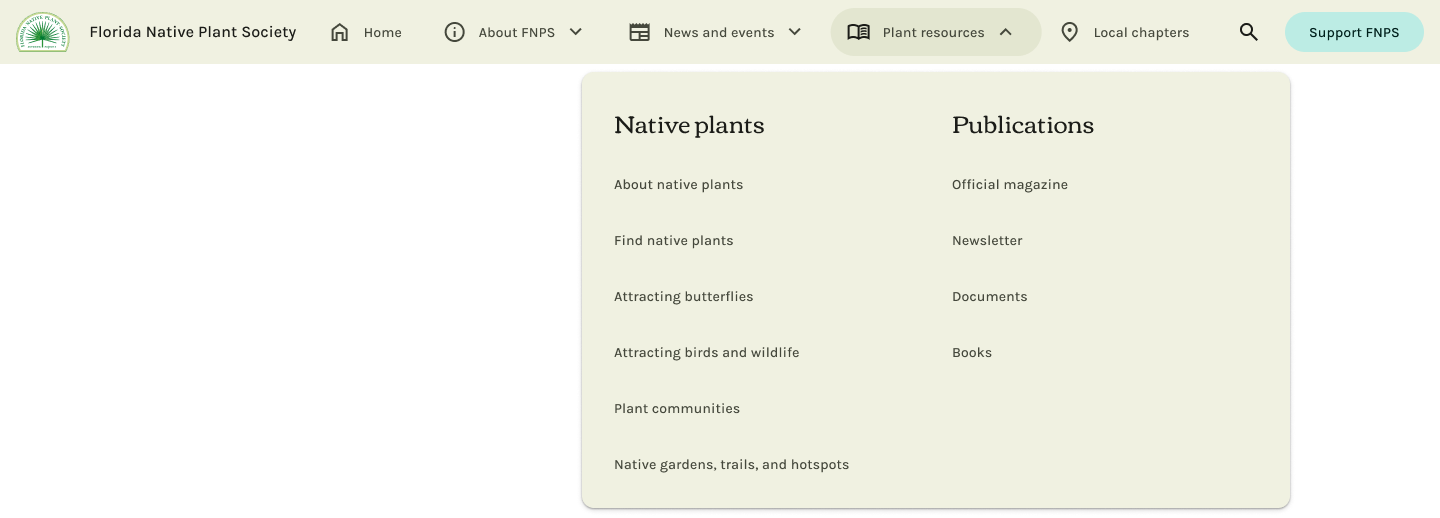 FLORIDA NATIVE PLANT SOCIETY
Florida Native Plant Society
Home
About FNPS
News and events
Plant resources
Local chapters
Support FNPS
Native plants
About native plants
Find native plants
Attracting butterflies
Attracting birds and wildlife
Plant communities
Native gardens, trails, and hotspots
Publications
Official magazine
Newsletter
Documents
Books